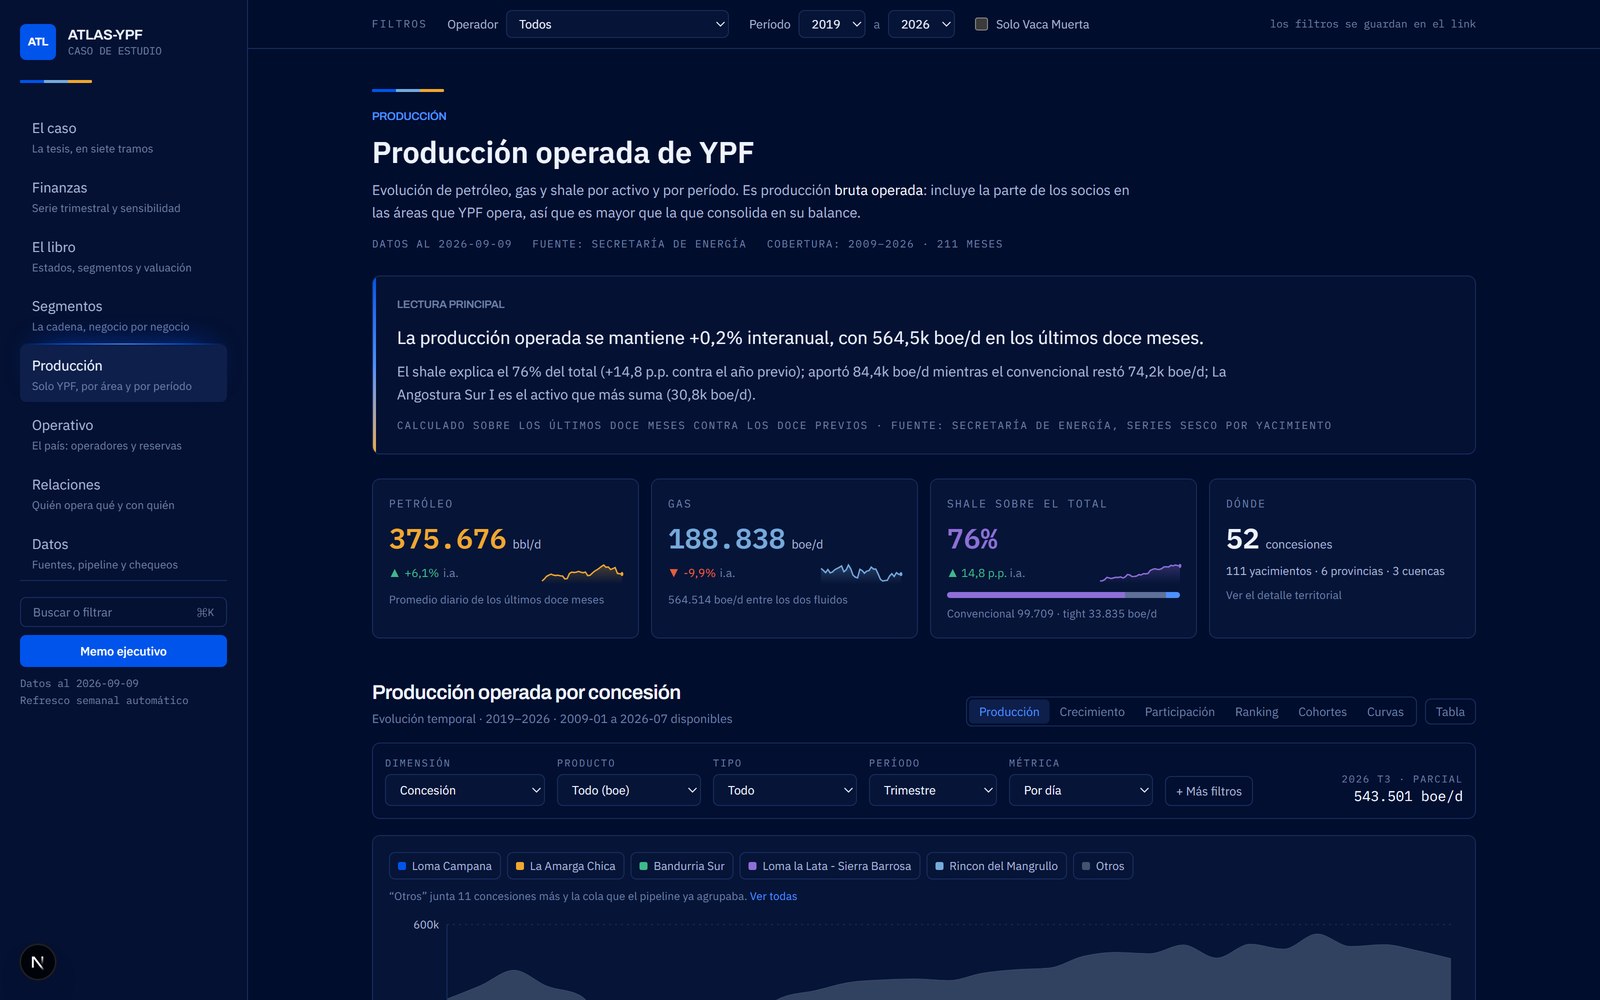 ATL
ATLAS-YPF
CASO DE ESTUDIO
El caso
La tesis, en siete tramos
Finanzas
Serie trimestral y sensibilidad
El libro
Estados, segmentos y valuación
Segmentos
La cadena, negocio por negocio
Producción
Solo YPF, por área y por período
Operativo
El país: operadores y reservas
Relaciones
Quién opera qué y con quién
Datos
Fuentes, pipeline y chequeos
Buscar o filtrar ⌘K
Memo ejecutivo
Datos al 2026-09-09
Refresco semanal automático
N
FILTROS Operador Todos Período 2019 a 2026 Solo Vaca Muerta los filtros se guardan en el link
PRODUCCIÓN
Producción operada de YPF
Evolución de petróleo, gas y shale por activo y por período. Es producción bruta operada: incluye la parte de los socios en
las áreas que YPF opera, así que es mayor que la que consolida en su balance.
DATOS AL 2026-09-09 FUENTE: SECRETARÍA DE ENERGÍA COBERTURA: 2009–2026 · 211 MESES
LECTURA PRINCIPAL
La producción operada se mantiene +0,2% interanual, con 564,5k boe/d en los últimos doce meses.
El shale explica el 76% del total (+14,8 p.p. contra el año previo); aportó 84,4k boe/d mientras el convencional restó 74,2k boe/d; La
Angostura Sur I es el activo que más suma (30,8k boe/d).
CALCULADO SOBRE LOS ÚLTIMOS DOCE MESES CONTRA LOS DOCE PREVIOS · FUENTE: SECRETARÍA DE ENERGÍA, SERIES SESCO POR YACIMIENTO
PETRÓLEO
375.676 bbl/d
▲ +6,1% i.a.
Promedio diario de los últimos doce meses
GAS
188.838 boe/d
▼ -9,9% i.a.
564.514 boe/d entre los dos fluidos
SHALE SOBRE EL TOTAL
76%
▲ 14,8 p.p. i.a.
Convencional 99.709 · tight 33.835 boe/d
DÓNDE
52 concesiones
111 yacimientos · 6 provincias · 3 cuencas
Ver el detalle territorial
Producción operada por concesión
Evolución temporal · 2019–2026 · 2009-01 a 2026-07 disponibles
Producción Crecimiento Participación Ranking Cohortes Curvas Tabla
DIMENSIÓN PRODUCTO TIPO PERÍODO MÉTRICA
Concesión Todo (boe) Todo Trimestre Por día + Más filtros
2026 T3 · PARCIAL
543.501 boe/d
Loma Campana La Amarga Chica Bandurria Sur Loma la Lata - Sierra Barrosa Rincon del Mangrullo Otros
“Otros” junta 11 concesiones más y la cola que el pipeline ya agrupaba. Ver todas
600k